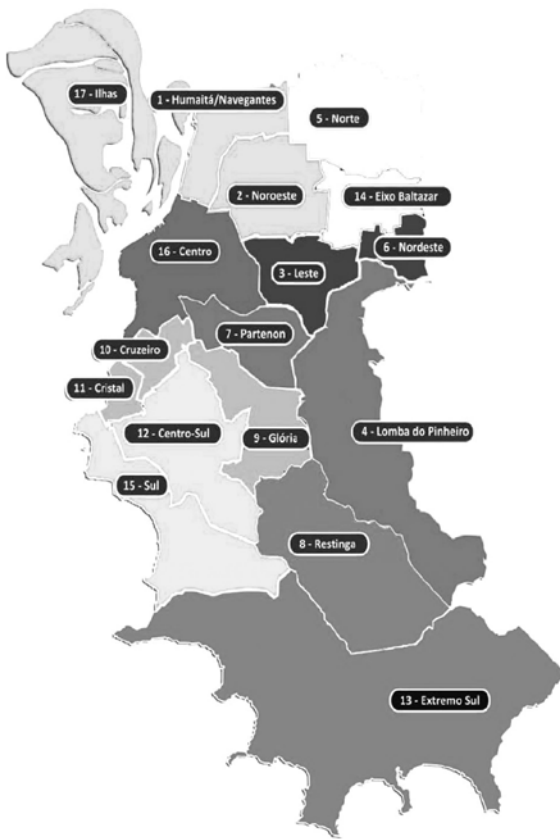 17 - Ilhas
1 - Humaitá/Navegantes
5 - Norte
2 - Noroeste
14 - Eixo Baltazar
16 - Centro
6 - Nordeste
3 - Leste
7 - Partenon
10 - Cruzeiro
11 - Cristal
12 - Centro-Sul
9 - Glória
4 - Lomba do Pinheiro
15 - Sul
8 - Restinga
13 - Extremo Sul